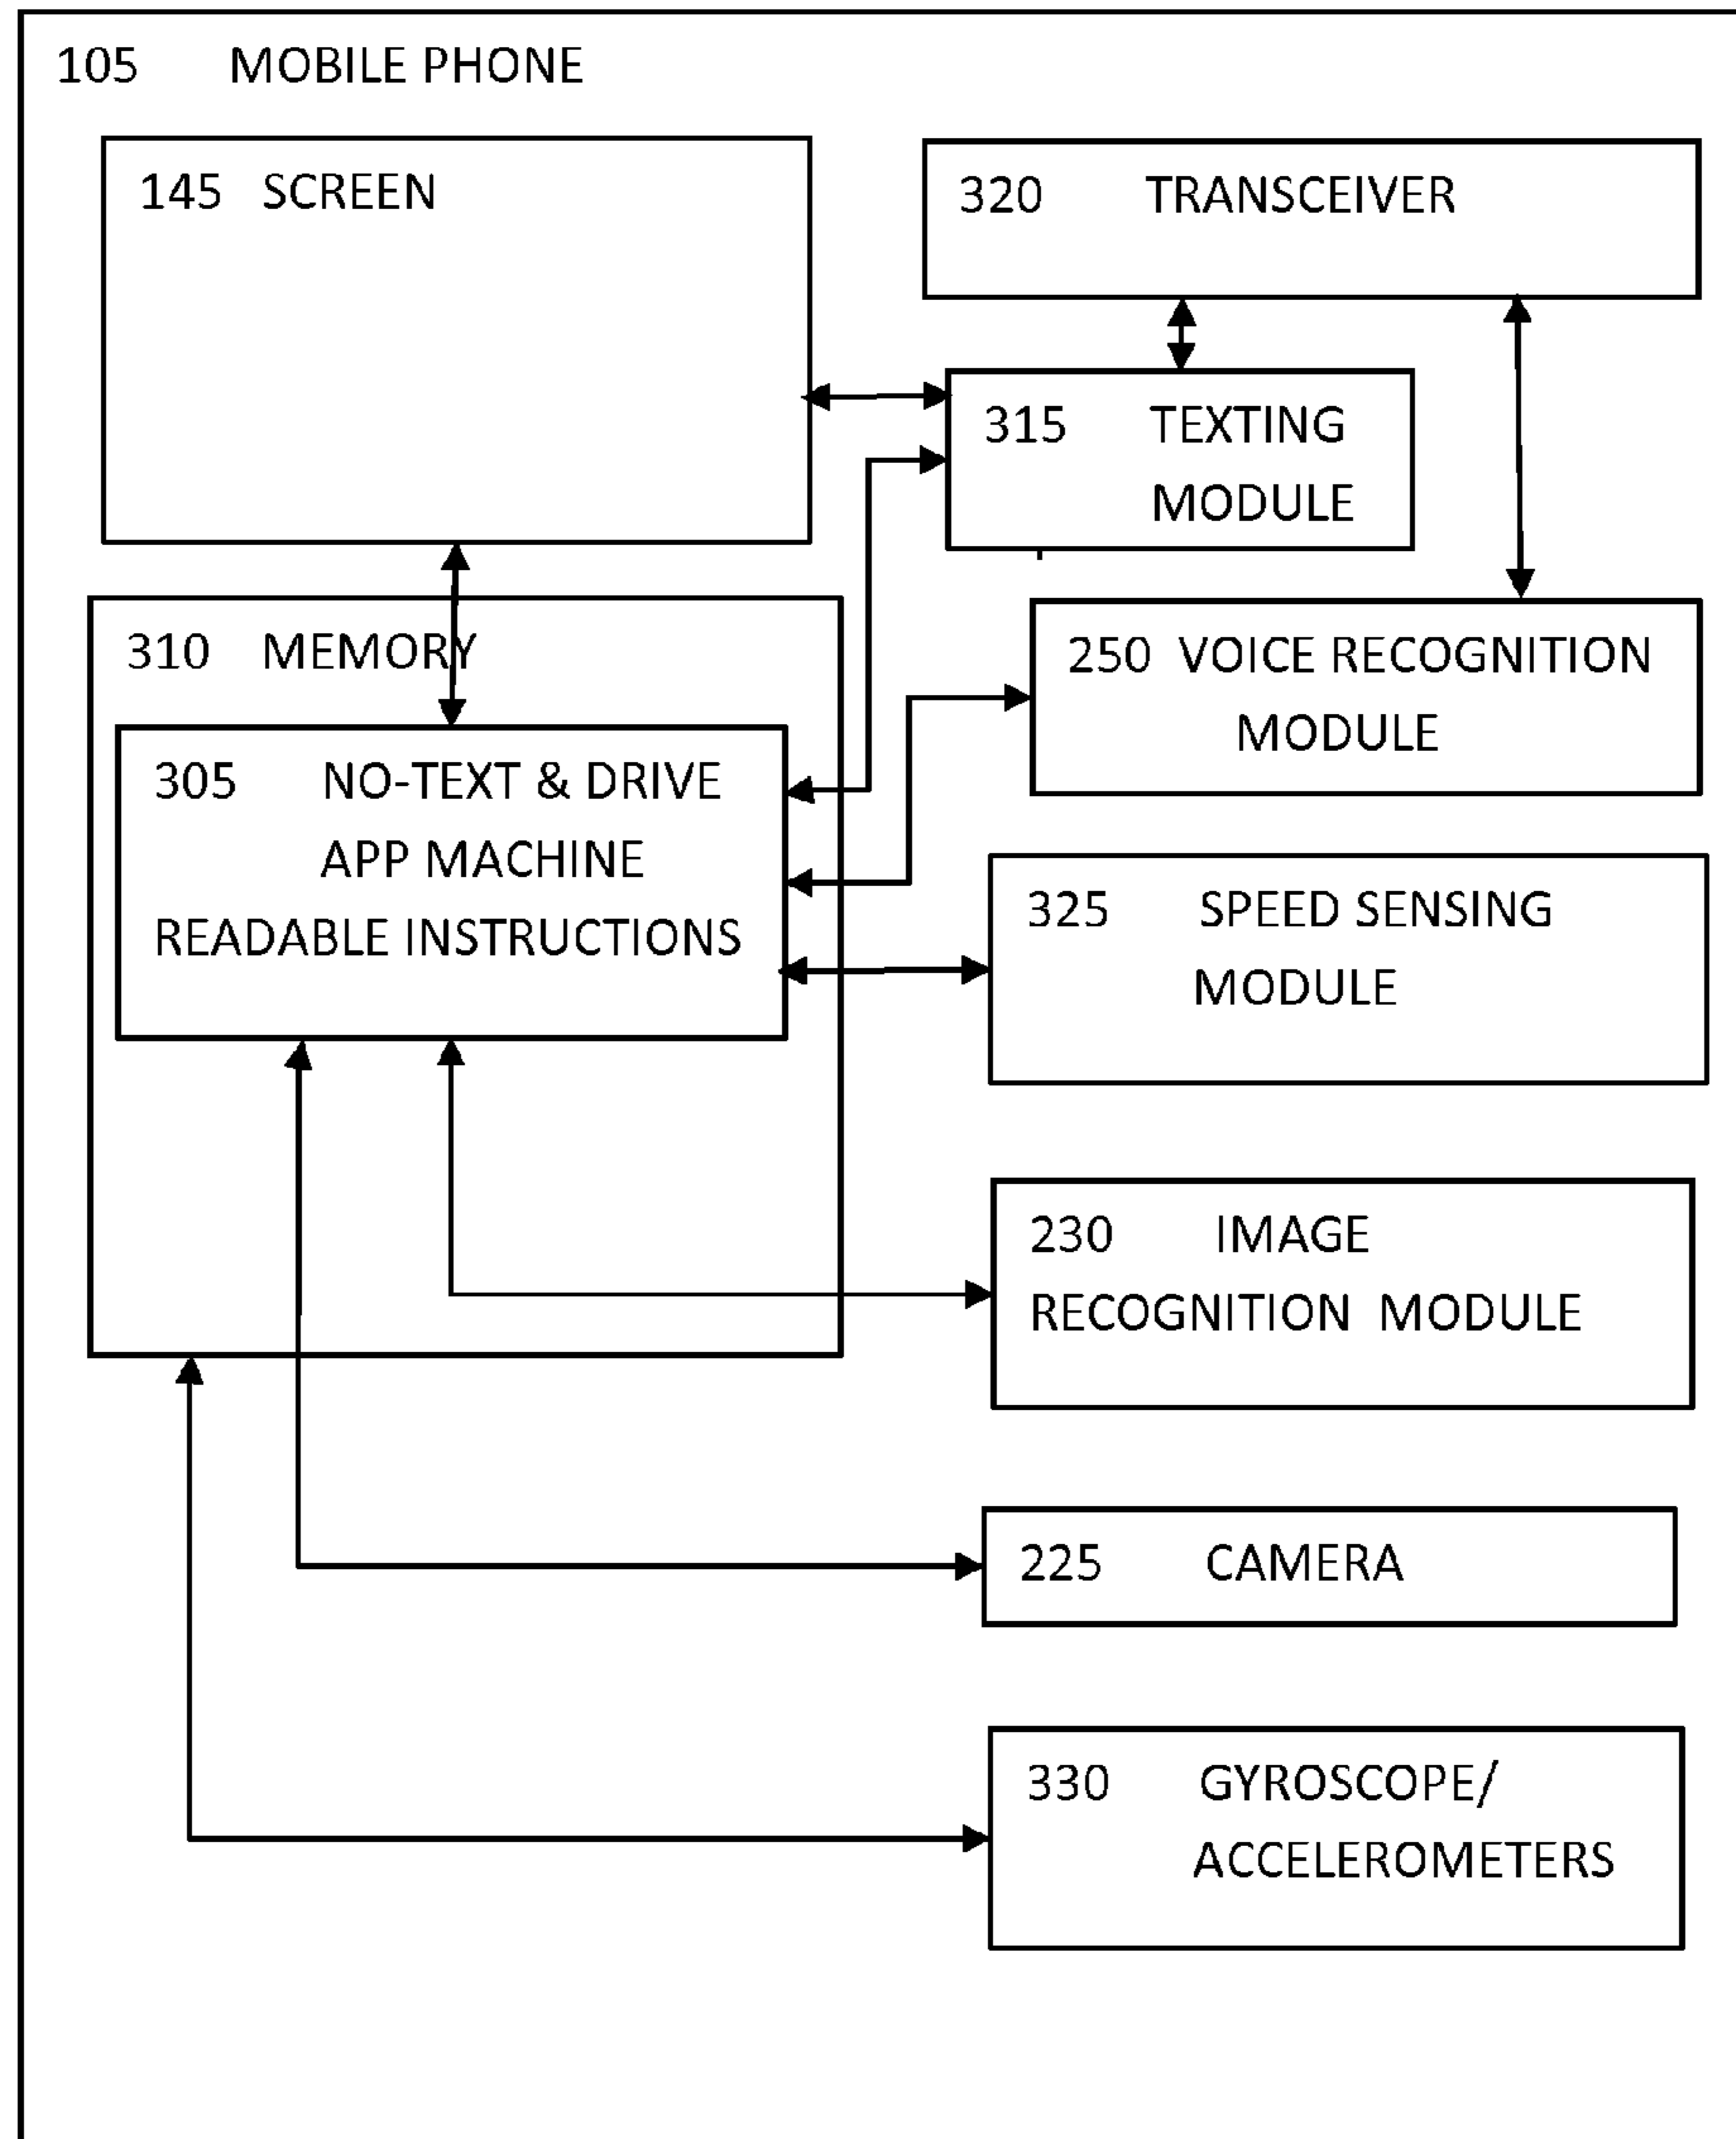 105 MOBILE PHONE
145 SCREEN
320 TRANSCEIVER
315 TEXTING
MODULE
310 MEMORY
250 VOICE RECOGNITION
MODULE
305 NO-TEXT & DRIVE
APP MACHINE
READABLE INSTRUCTIONS
325 SPEED SENSING
MODULE
230 IMAGE
RECOGNITION MODULE
225 CAMERA
330 GYROSCOPE/
ACCELEROMETERS